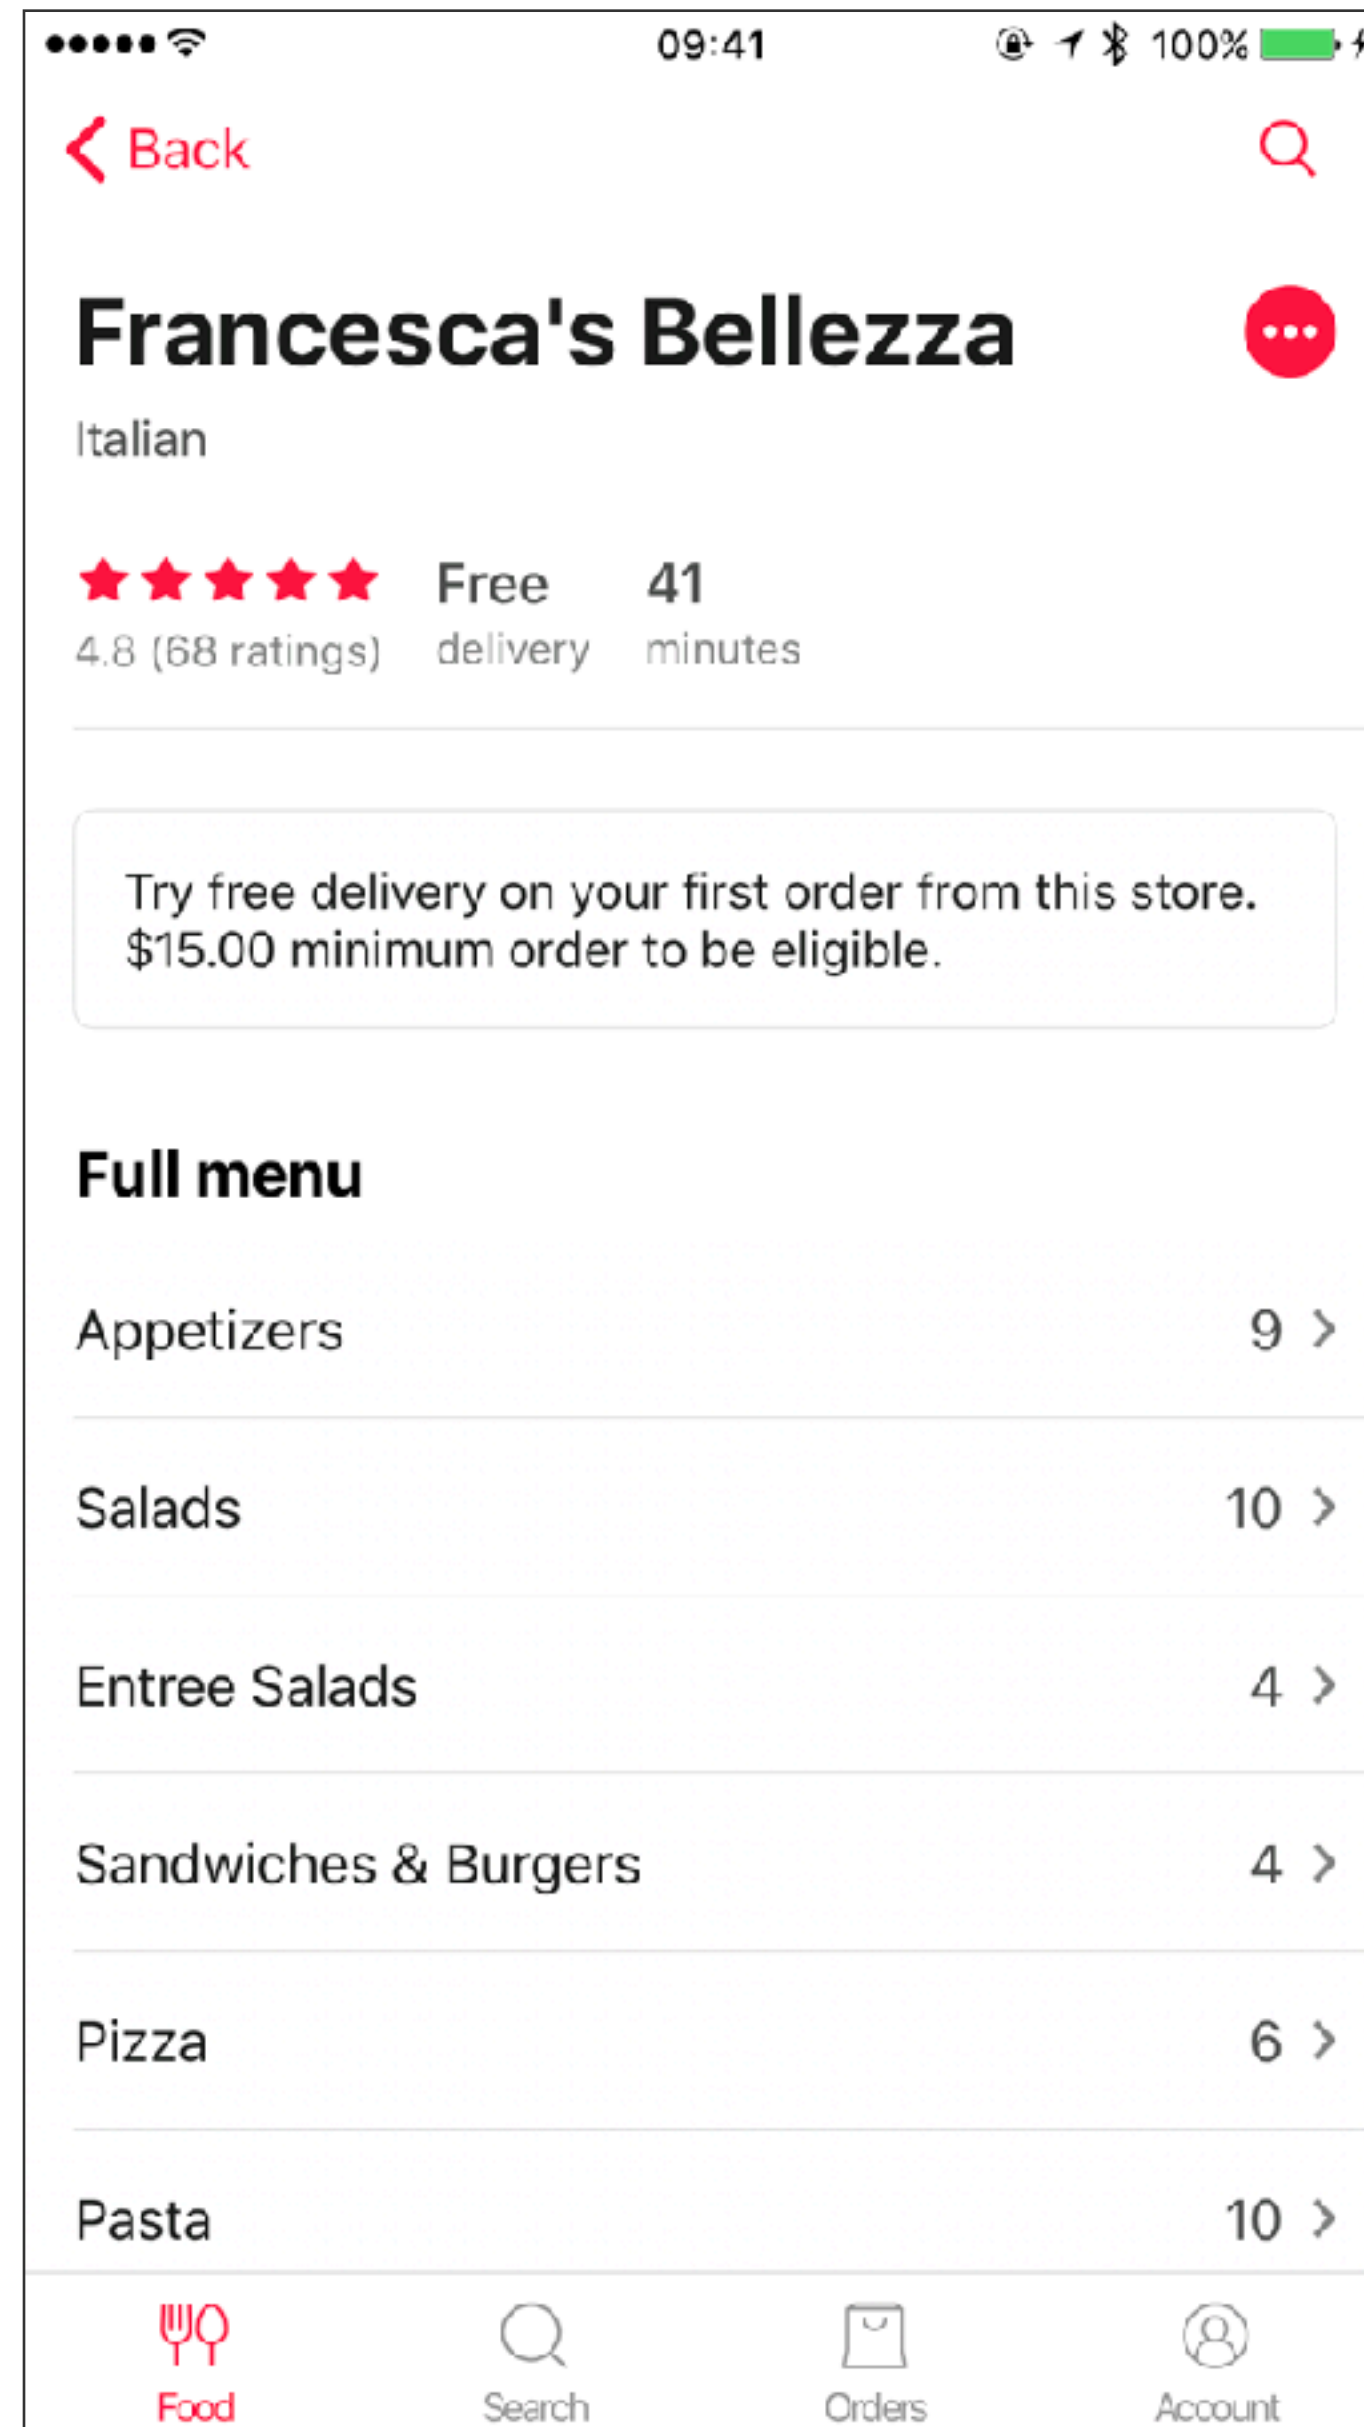 09:41
100%
Back
Francesca's Bellezza
Italian
Free 41
4.8 (68 ratings) delivery minutes
Try free delivery on your first order from this store.
$15.00 minimum order to be eligible.
Full menu
Appetizers 9
Salads 10
Entree Salads 4
Sandwiches & Burgers 4
Pizza 6
Pasta 10
Food Search Orders Account